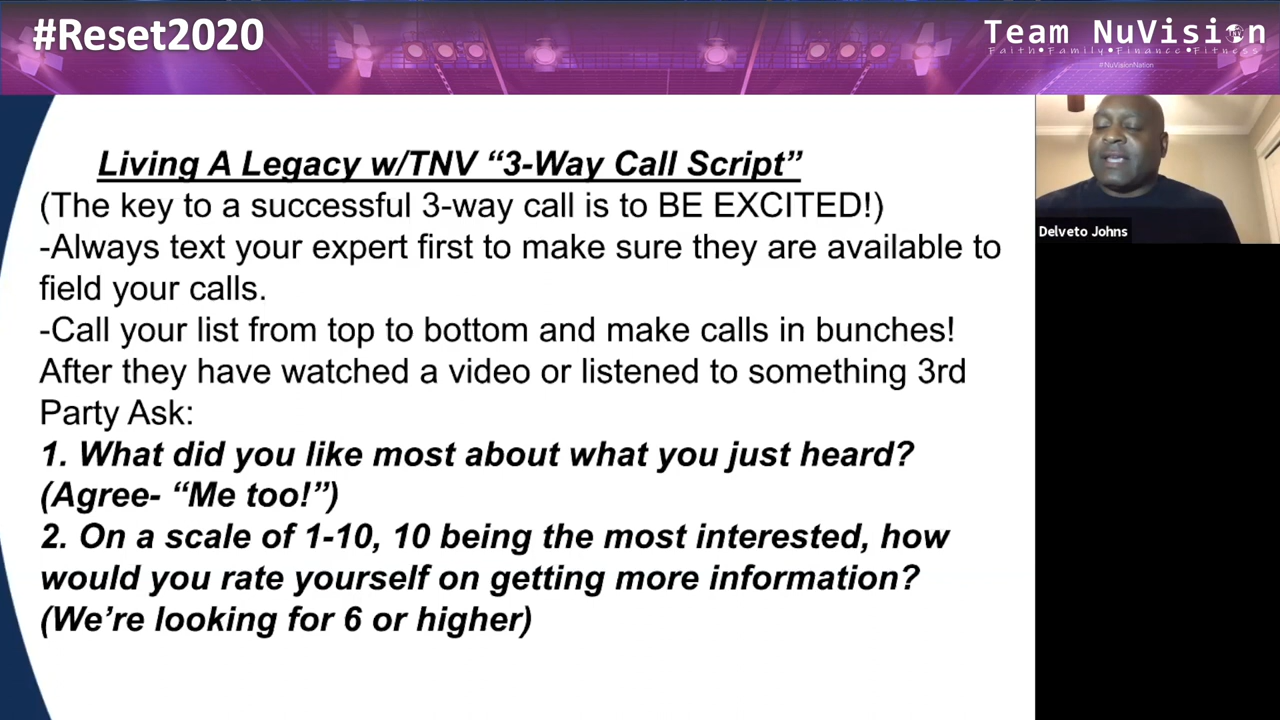 #Reset2020
Team NuVision
Faith•Family•Finance•Fitness
#NuVisionNation
Living A Legacy w/TNV “3-Way Call Script”
(The key to a successful 3-way call is to BE EXCITED!)
-Always text your expert first to make sure they are available to
field your calls.
-Call your list from top to bottom and make calls in bunches!
After they have watched a video or listened to something 3rd
Party Ask:
1. What did you like most about what you just heard?
(Agree- “Me too!”)
2. On a scale of 1-10, 10 being the most interested, how
would you rate yourself on getting more information?
(We’re looking for 6 or higher)
Delveto Johns